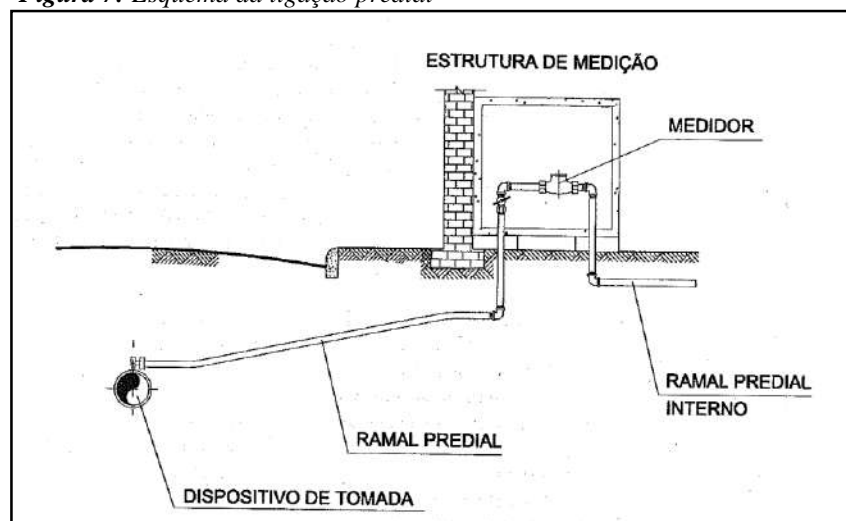 Figura 7: Esquema da ligação predial
ESTRUTURA DE MEDIÇÃO
MEDIDOR
RAMAL PREDIAL
INTERNO
RAMAL PREDIAL
DISPOSITIVO DE TOMADA